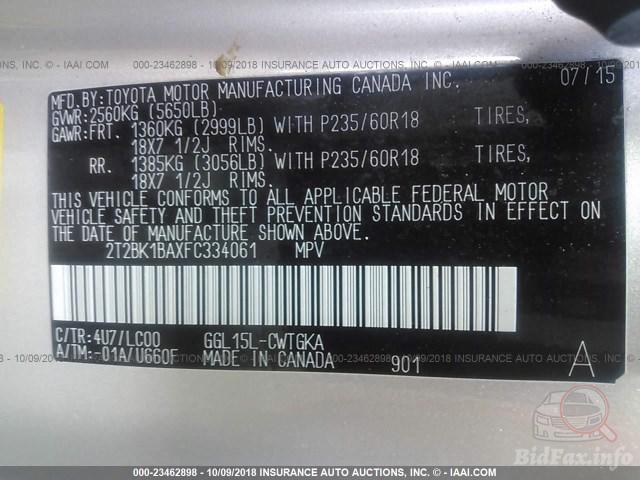 INC. - © IAAI.COM 000-23462898 - 10/09/2018 INSURANCE AUTO AUCTIONS, INC. - © IAAI.COM
MFD.BY:TOYOTA MOTOR MANUFACTURING CANADA INC. 07/15
GVWR:2560KG (5650LB)
GAWR:FRT. 1360KG (2999LB) WITH P235/60R18 TIRES,
18X7 1/2J RIMS.
RR. 1385KG (3056LB) WITH P235/60R18 TIRES,
18X7 1/2J RIMS.
THIS VEHICLE CONFORMS TO ALL APPLICABLE FEDERAL MOTOR
VEHICLE SAFETY AND THEFT PREVENTION STANDARDS IN EFFECT ON
THE DATE OF MANUFACTURE SHOWN ABOVE.
2T2BK1BAXFC334061 MPV
C/TR:4U7/LC00 GGL15L-CWTGKA
A/TM:-01A/U660F MADE IN CANADA 901 A
BidFax.info
000-23462898 - 10/09/2018 INSURANCE AUTO AUCTIONS, INC. - © IAAI.COM